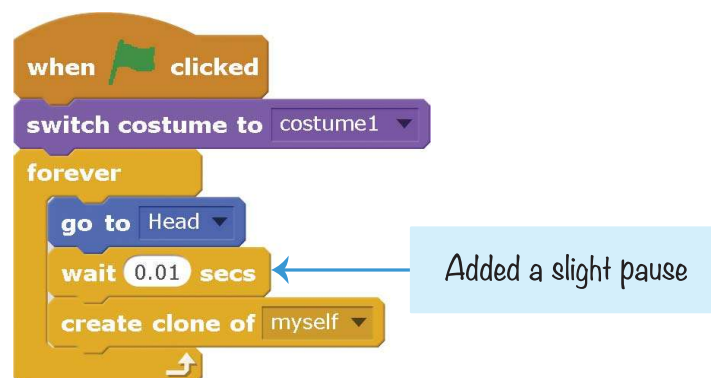 when clicked
switch costume to costume1
forever
go to Head
wait 0.01 secs
Added a slight pause
create clone of myself